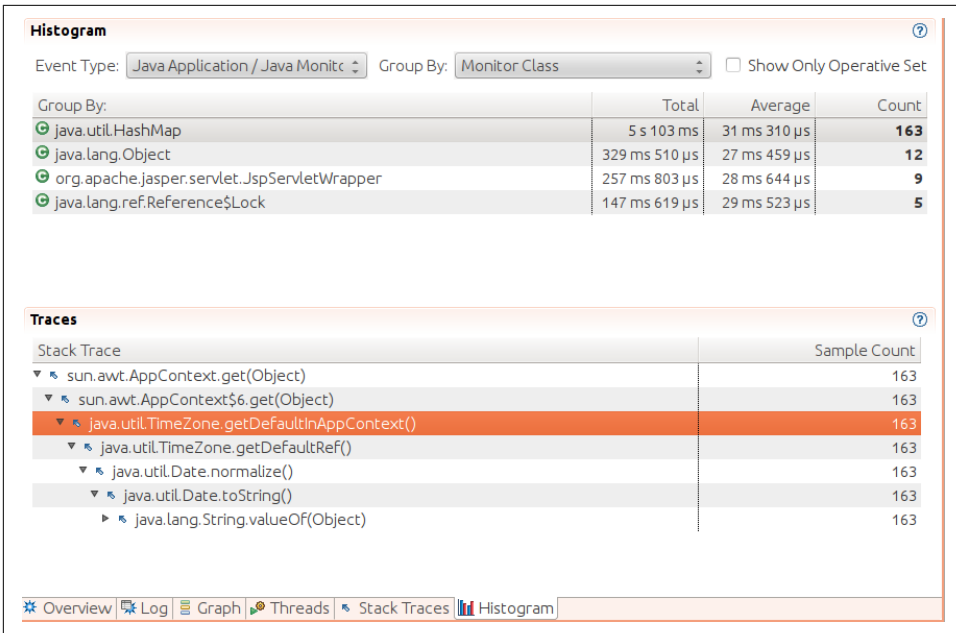 Histogram
Event Type: Java Application / Java Monitc Group By: Monitor Class Show Only Operative Set
Group By: Total Average Count
java.util.HashMap 5 s 103 ms 31 ms 310 µs 163
java.lang.Object 329 ms 510 µs 27 ms 459 µs 12
org.apache.jasper.servlet.JspServletWrapper 257 ms 803 µs 28 ms 644 µs 9
java.lang.ref.Reference$Lock 147 ms 619 µs 29 ms 523 µs 5
Traces
Stack Trace Sample Count
sun.awt.AppContext.get(Object) 163
sun.awt.AppContext$6.get(Object) 163
java.util.TimeZone.getDefaultInAppContext() 163
java.util.TimeZone.getDefaultRef() 163
java.util.Date.normalize() 163
java.util.Date.toString() 163
java.lang.String.valueOf(Object) 163
Overview Log Graph Threads Stack Traces Histogram